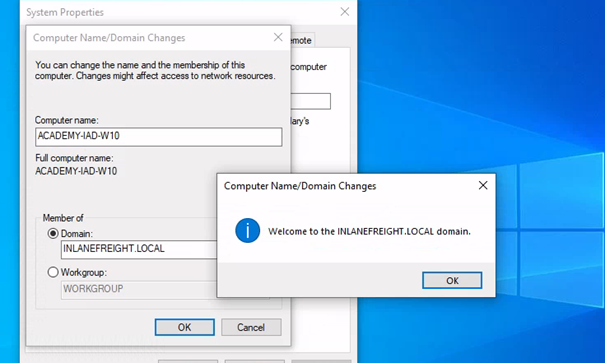 System Properties
Computer Name/Domain Changes
emote
You can change the name and the membership of this
computer. Changes might affect access to network resources.
computer
Computer name:
ary's
ACADEMY-IAD-W10
Full computer name:
ACADEMY-IAD-W10
Member of
Domain:
INLANEFREIGHT.LOCAL
Workgroup:
WORKGROUP
OK
Cancel
Computer Name/Domain Changes
Welcome to the INLANEFREIGHT.LOCAL domain.
OK